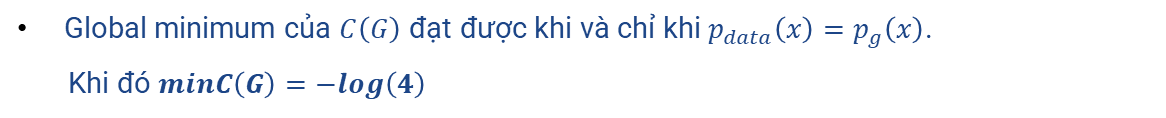 • Global minimum của C(G) đạt được khi và chỉ khi p_data(x) = p_g(x).
Khi đó minC(G) = −log(4)